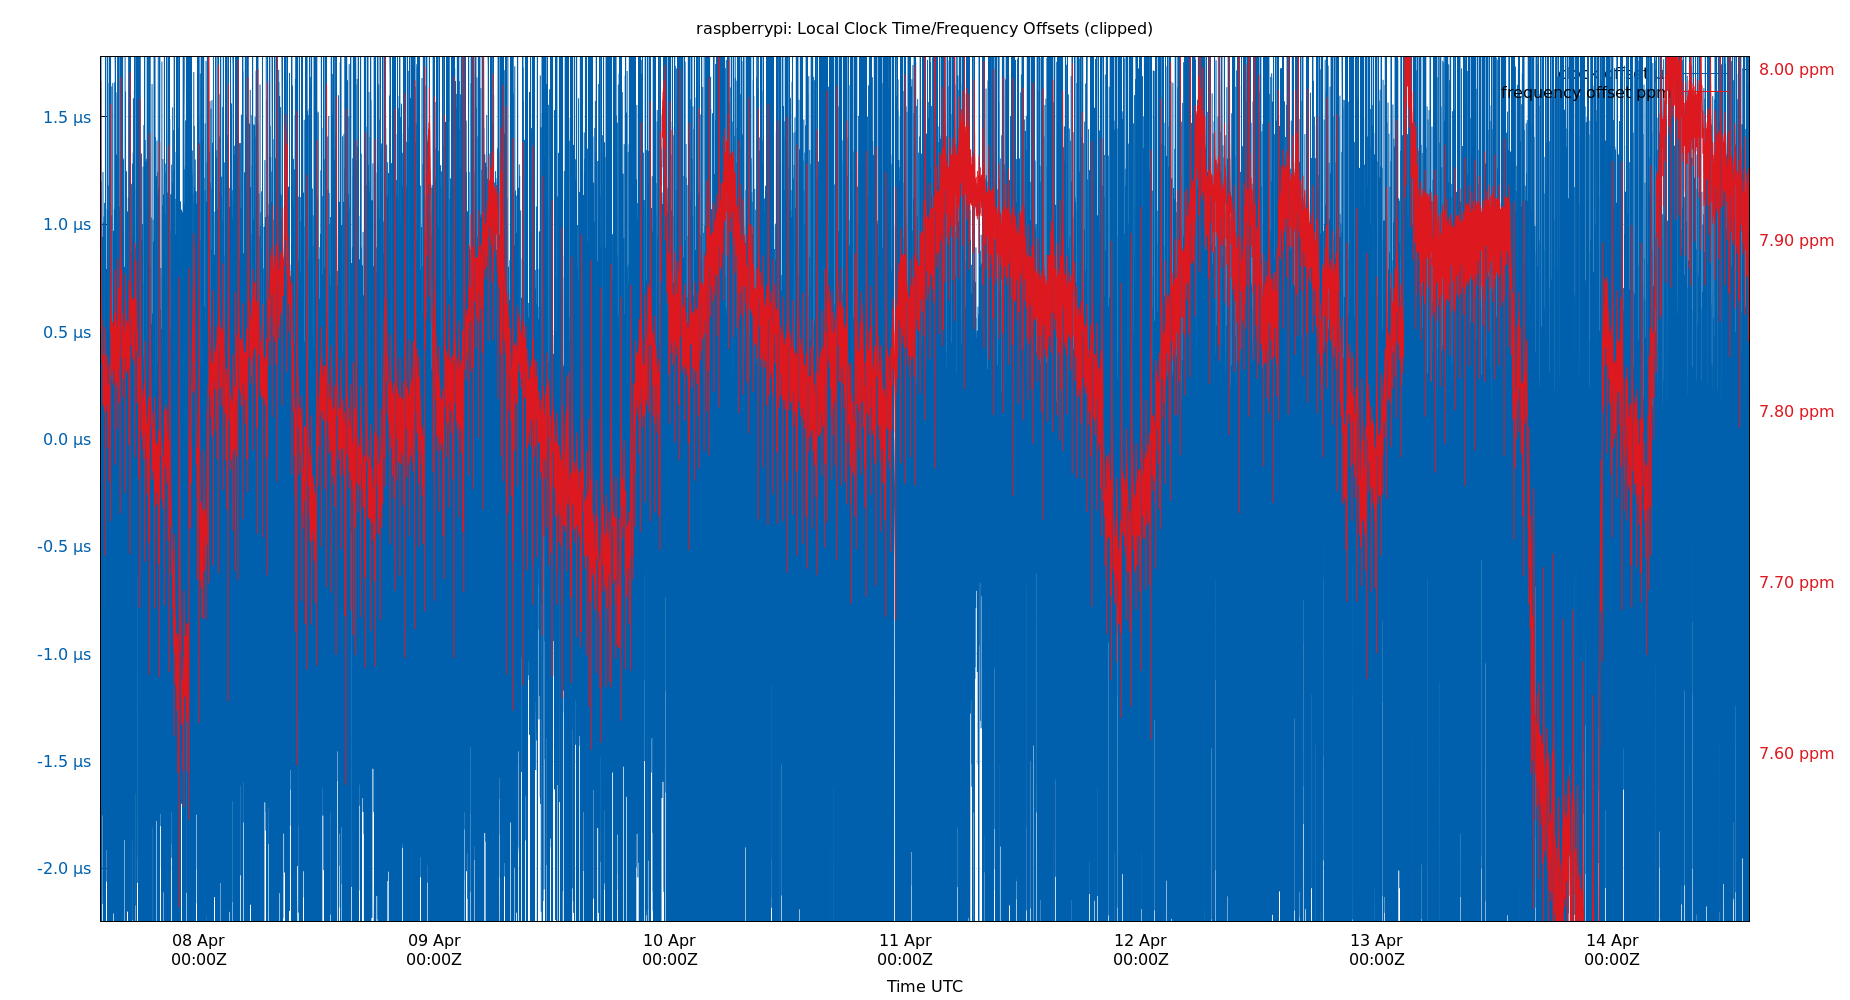 raspberrypi: Local Clock Time/Frequency Offsets (clipped)
clock offset
frequency offset ppm
1.5 µs
1.0 µs
0.5 µs
0.0 µs
-0.5 µs
-1.0 µs
-1.5 µs
-2.0 µs
8.00 ppm
7.90 ppm
7.80 ppm
7.70 ppm
7.60 ppm
08 Apr 09 Apr 10 Apr 11 Apr 12 Apr 13 Apr 14 Apr
00:00Z 00:00Z 00:00Z 00:00Z 00:00Z 00:00Z 00:00Z
Time UTC